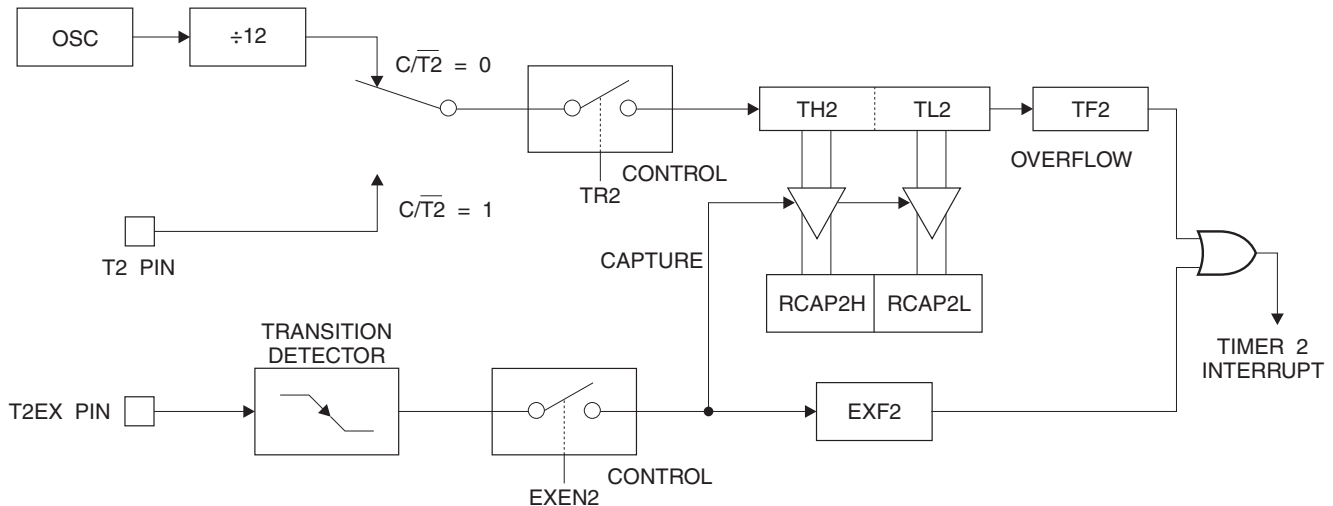 OSC
÷12
C/T2̅ = 0
TH2
TL2
TF2
OVERFLOW
CONTROL
TR2
C/T2̅ = 1
T2 PIN
CAPTURE
RCAP2H
RCAP2L
TRANSITION
DETECTOR
TIMER 2
INTERRUPT
T2EX PIN
EXF2
CONTROL
EXEN2